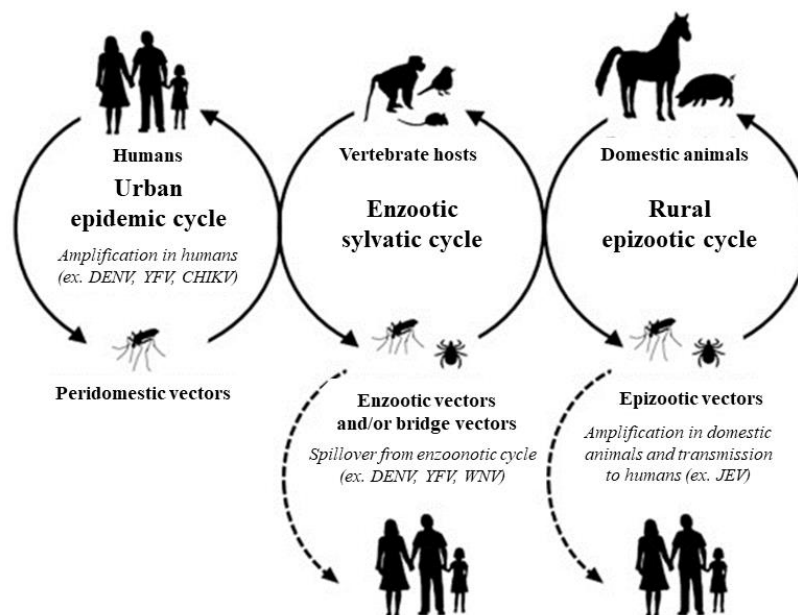 Humans
Urban
epidemic cycle
Amplification in humans
(ex. DENV, YFV, CHIKV)
Peridomestic vectors
Vertebrate hosts
Enzootic
sylvatic cycle
Enzootic vectors
and/or bridge vectors
Spillover from enzoonotic cycle
(ex. DENV, YFV, WNV)
Domestic animals
Rural
epizootic cycle
Epizootic vectors
Amplification in domestic
animals and transmission
to humans (ex. JEV)